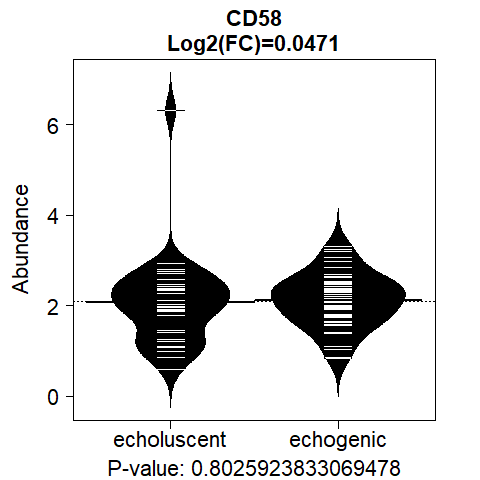 CD58
Log2(FC)=0.0471
Abundance
6
4
2
0
echoluscent echogenic
P-value: 0.8025923833069478